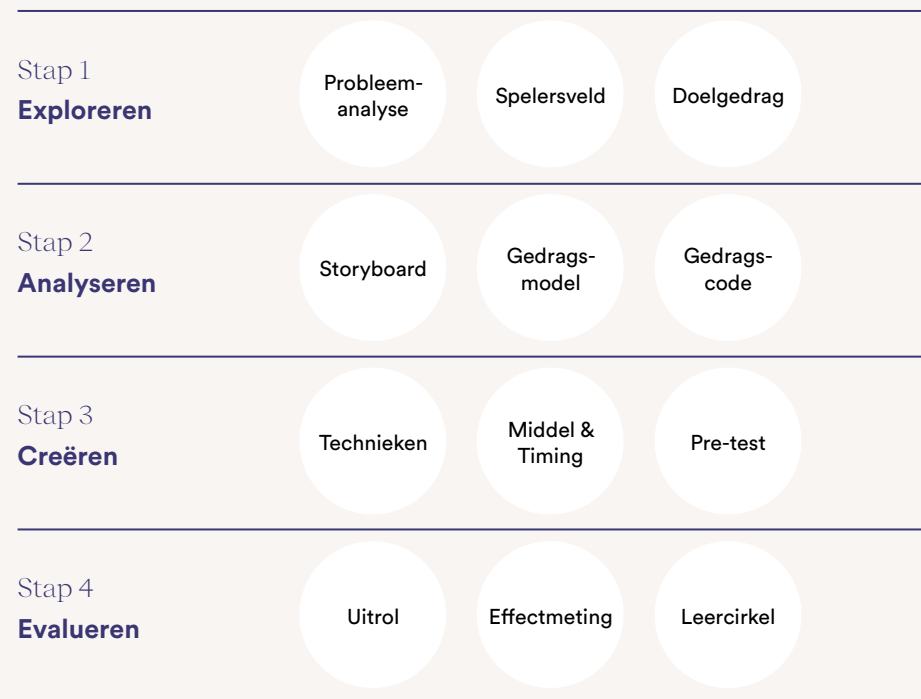 Stap 1
Exploreren
Probleem-
analyse
Spelersveld
Doelgedrag
Stap 2
Analyseren
Storyboard
Gedrags-
model
Gedrags-
code
Stap 3
Creëren
Technieken
Middel &
Timing
Pre-test
Stap 4
Evalueren
Uitrol
Effectmeting
Leercirkel